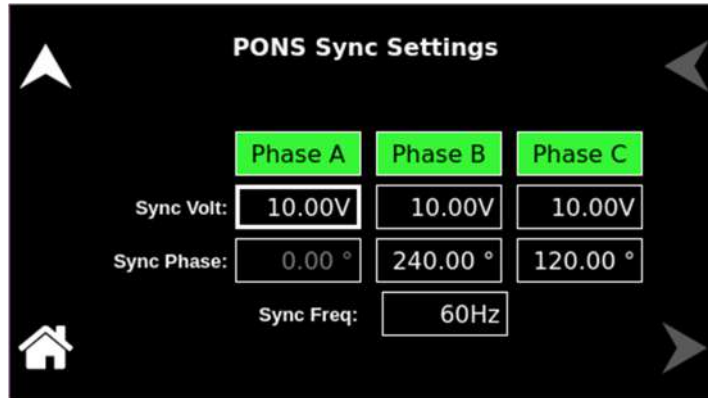 PONS Sync Settings
Phase A Phase B Phase C
Sync Volt: 10.00V 10.00V 10.00V
Sync Phase: 0.00 ° 240.00 ° 120.00 °
Sync Freq: 60Hz